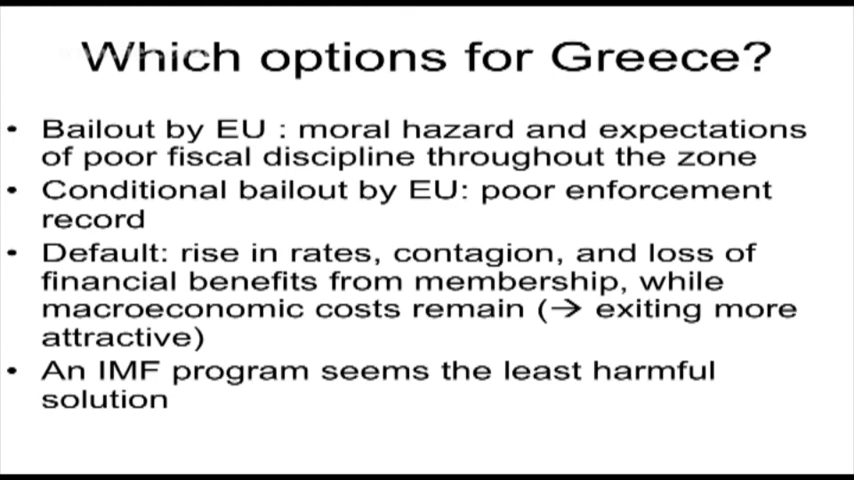 Which options for Greece?
• Bailout by EU : moral hazard and expectations
of poor fiscal discipline throughout the zone
• Conditional bailout by EU: poor enforcement
record
• Default: rise in rates, contagion, and loss of
financial benefits from membership, while
macroeconomic costs remain (→ exiting more
attractive)
• An IMF program seems the least harmful
solution